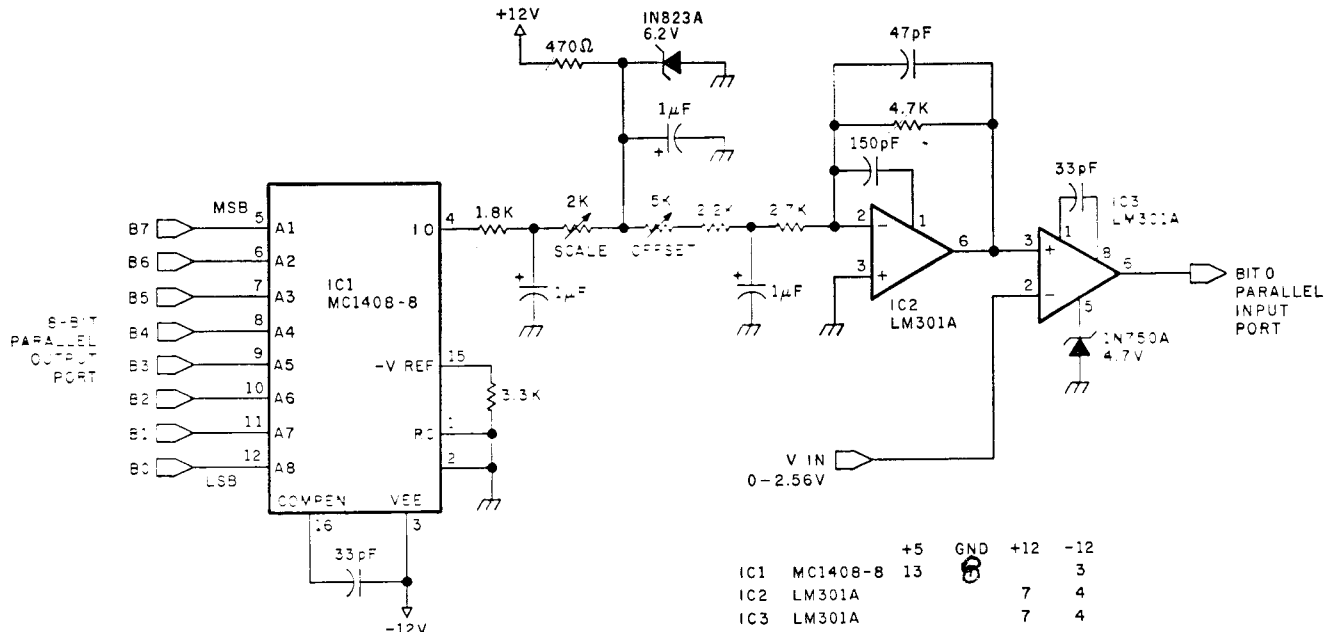 +12V
1N823A
6.2V
470Ω
47pF
1µF
+
4.7K
150pF
33pF
IC3
LM301A
MSB
B7 5 A1
B6 6 A2
B5 7 A3
B4 8 A4
B3 9 A5
B2 10 A6
B1 11 A7
B0 12 A8
LSB
8-BIT
PARALLEL
OUTPUT
PORT
IC1
MC1408-8
IO 4
1.8K
2K
SCALE
5K
OFFSET
2.2K
2.7K
+
1µF
+
1µF
2 −
3 +
1
6
IC2
LM301A
3 +
2 −
1
8
6
5
1N750A
4.7V
BIT 0
PARALLEL
INPUT
PORT
-V REF 15
3.3K
1
2
COMPEN VEE
16 3
33pF
-12V
V IN
0-2.56V
+5 GND +12 -12
IC1 MC1408-8 13 3
IC2 LM301A 7 4
IC3 LM301A 7 4